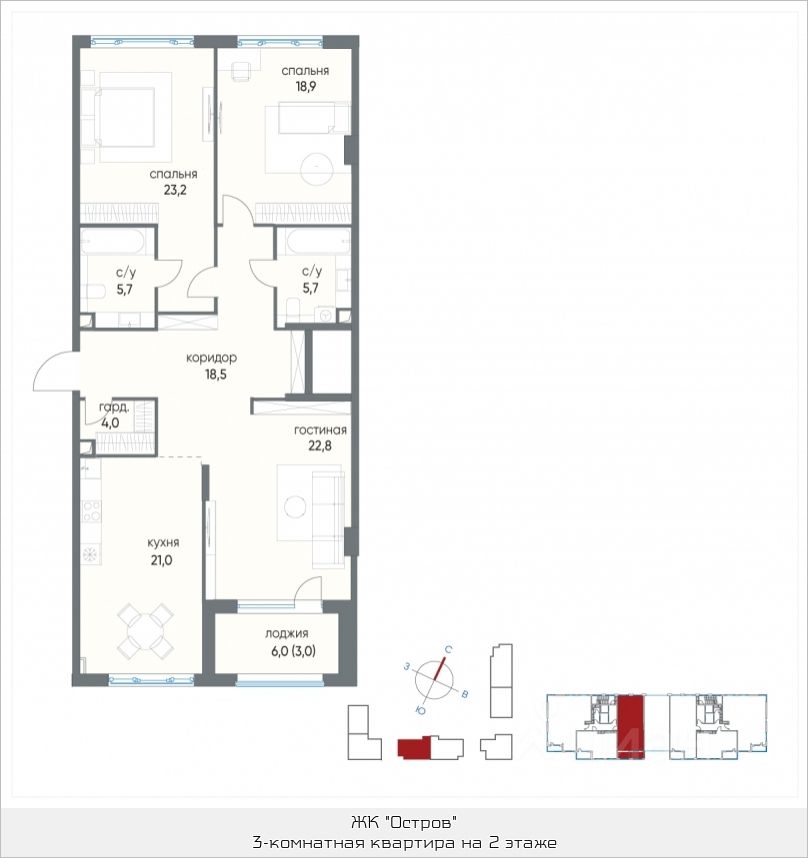 спальня
18,9
спальня
23,2
с/у
5,7
с/у
5,7
коридор
18,5
гард.
4,0
гостиная
22,8
кухня
21,0
лоджия
6,0 (3,0)
С
З
В
Ю
ЖК "Остров"
3-комнатная квартира на 2 этаже